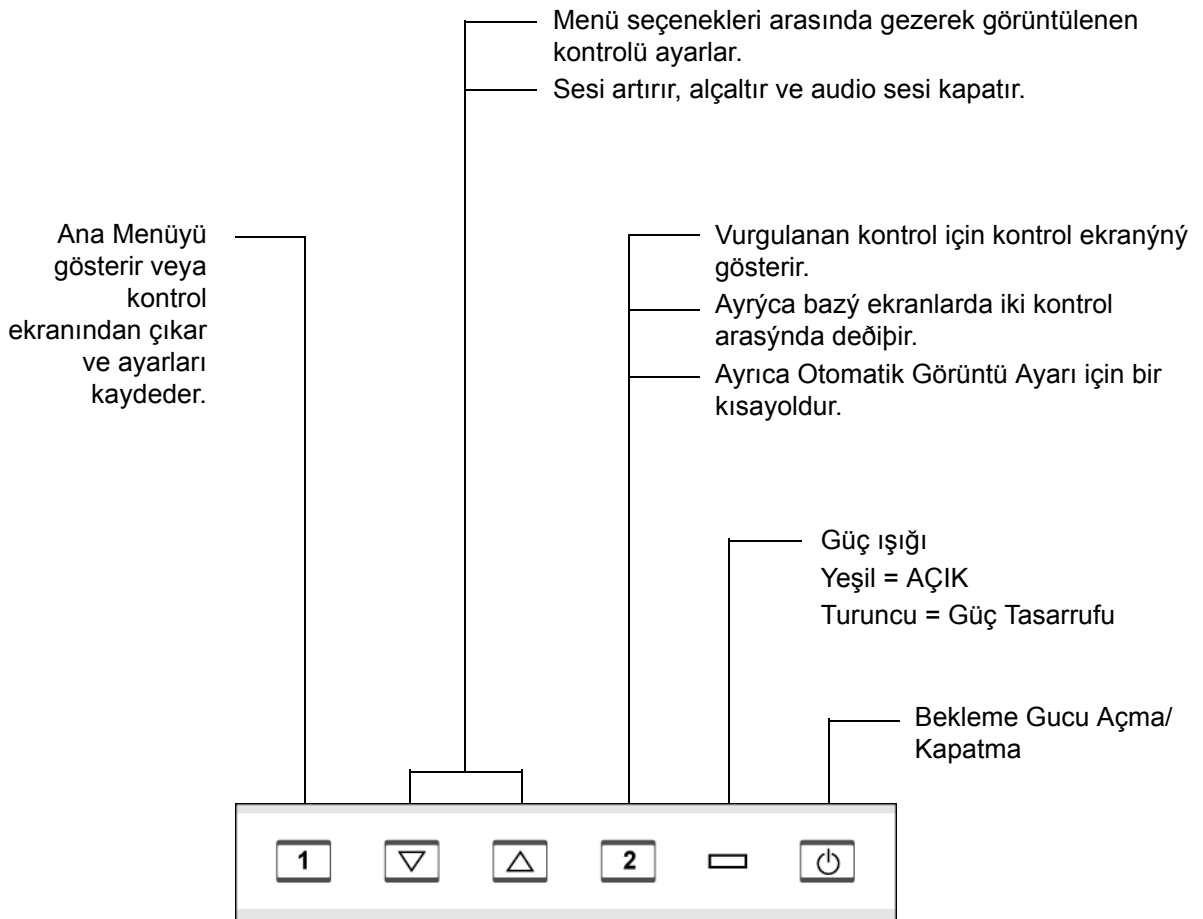 Menü seçenekleri arasında gezerek görüntülenen
kontrolü ayarlar.
Sesi artırır, alçaltır ve audio sesi kapatır.
Ana Menüyü
gösterir veya
kontrol
ekranından çıkar
ve ayarları
kaydeder.
Vurgulanan kontrol için kontrol ekranýný
gösterir.
Ayrýca bazý ekranlarda iki kontrol
arasýnda deðiþir.
Ayrıca Otomatik Görüntü Ayarı için bir
kısayoldur.
Güç ışığı
Yeşil = AÇIK
Turuncu = Güç Tasarrufu
Bekleme Gucu Açma/
Kapatma
1 2